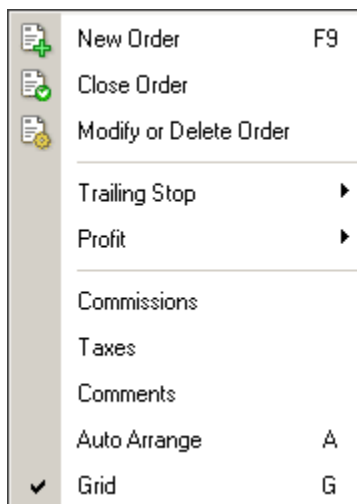 New Order F9
Close Order
Modify or Delete Order
Trailing Stop
Profit
Commissions
Taxes
Comments
Auto Arrange A
Grid G